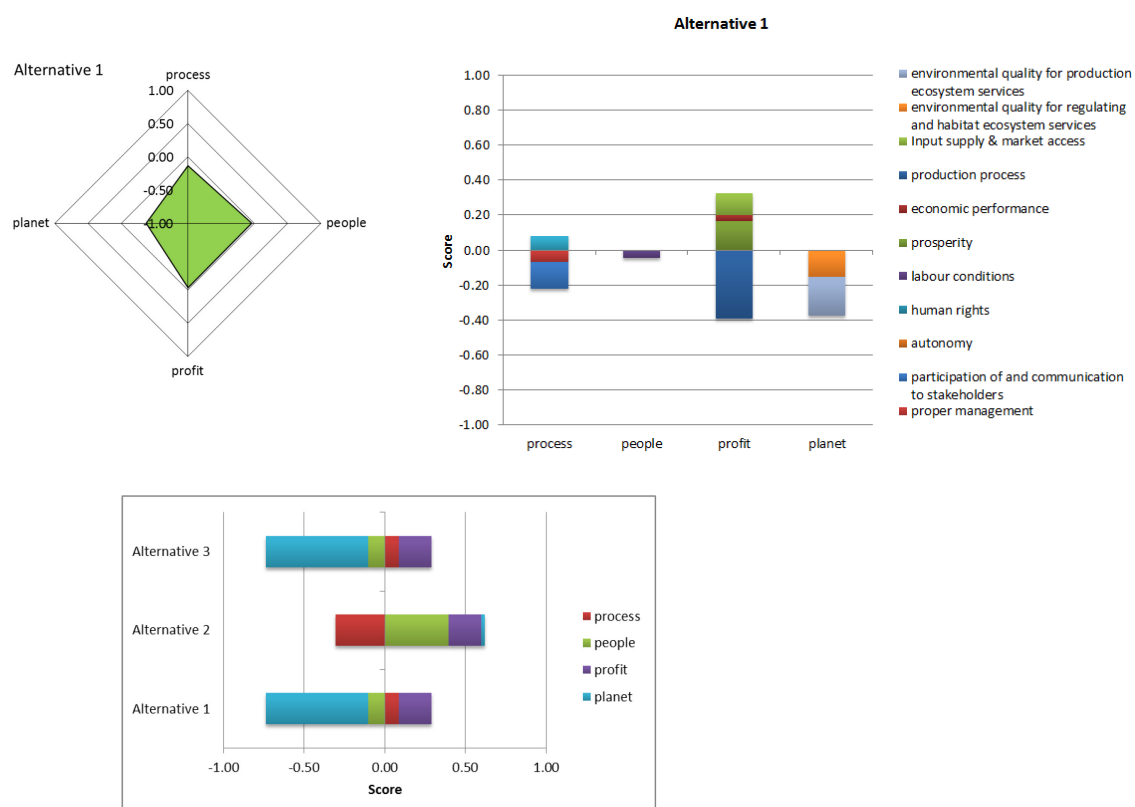 Alternative 1
process
1.00
0.50
0.00
-0.50
-1.00
planet
people
profit
Alternative 1
1.00
0.80
0.60
0.40
0.20
0.00
-0.20
-0.40
-0.60
-0.80
-1.00
Score
process people profit planet
environmental quality for production
ecosystem services
environmental quality for regulating
and habitat ecosystem services
Input supply & market access
production process
economic performance
prosperity
labour conditions
human rights
autonomy
participation of and communication
to stakeholders
proper management
Alternative 3
Alternative 2
Alternative 1
-1.00 -0.50 0.00 0.50 1.00
Score
process
people
profit
planet